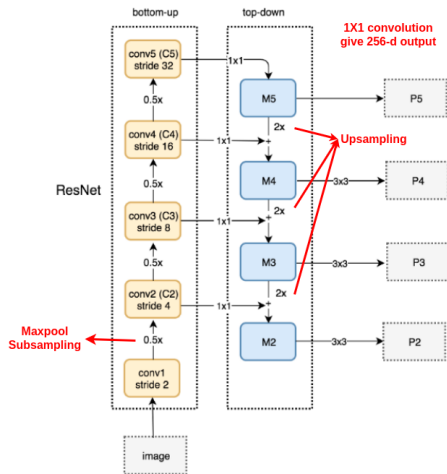 bottom-up
top-down
1X1 convolution
give 256-d output
conv5 (C5)
stride 32
1x1
M5
P5
0.5x
2x
Upsampling
conv4 (C4)
stride 16
1x1
+
M4
3x3
P4
ResNet
0.5x
2x
conv3 (C3)
stride 8
1x1
+
M3
3x3
P3
0.5x
2x
conv2 (C2)
stride 4
1x1
+
M2
3x3
P2
Maxpool
Subsampling
0.5x
conv1
stride 2
image